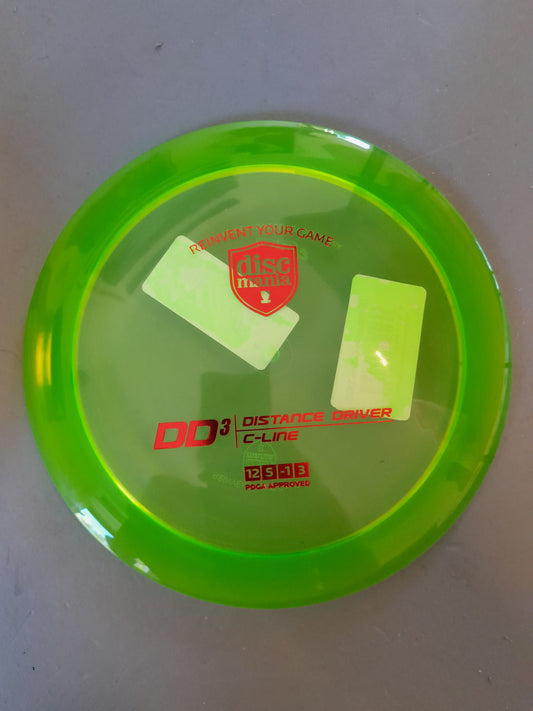 REINVENT YOUR GAME
disc
mania
DD3 DISTANCE DRIVER
C-LINE
12 5 -1 3
PDGA APPROVED